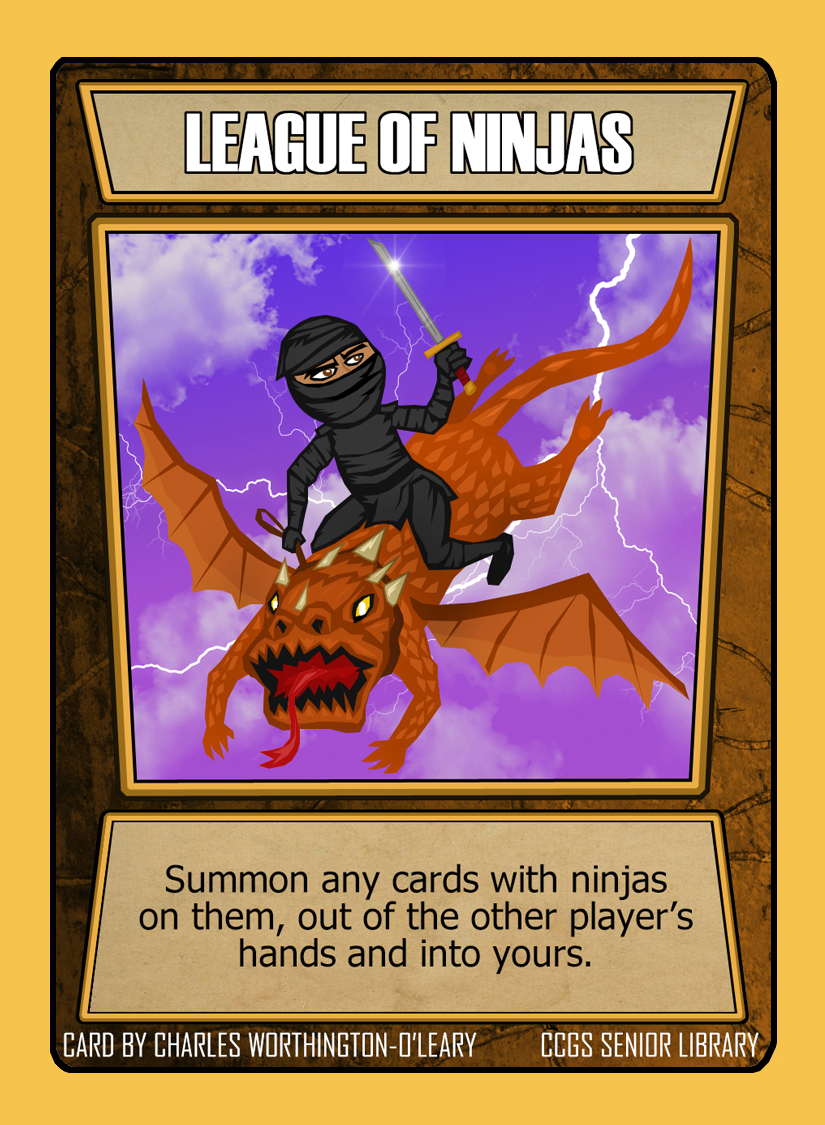 LEAGUE OF NINJAS
Summon any cards with ninjas
on them, out of the other player’s
hands and into yours.
CARD BY CHARLES WORTHINGTON-O'LEARY
CCGS SENIOR LIBRARY